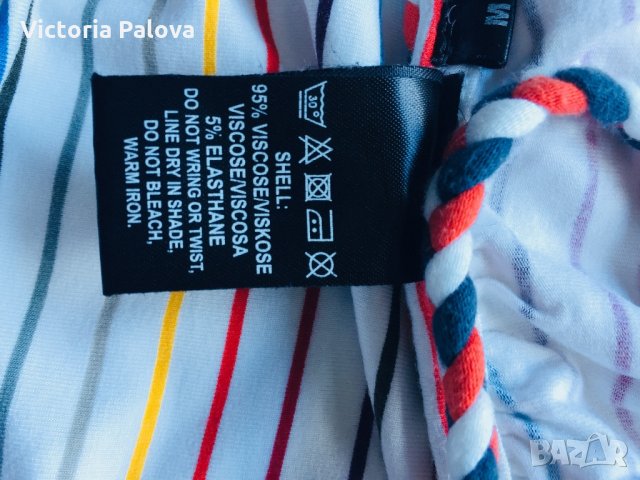 Victoria Palova
M
30°
SHELL:
95% VISCOSE/VISKOSE
VISCOSE/VISCOSA
5% ELASTHANE
DO NOT WRING OR TWIST,
LINE DRY IN SHADE,
DO NOT BLEACH,
WARM IRON.
BAZAR